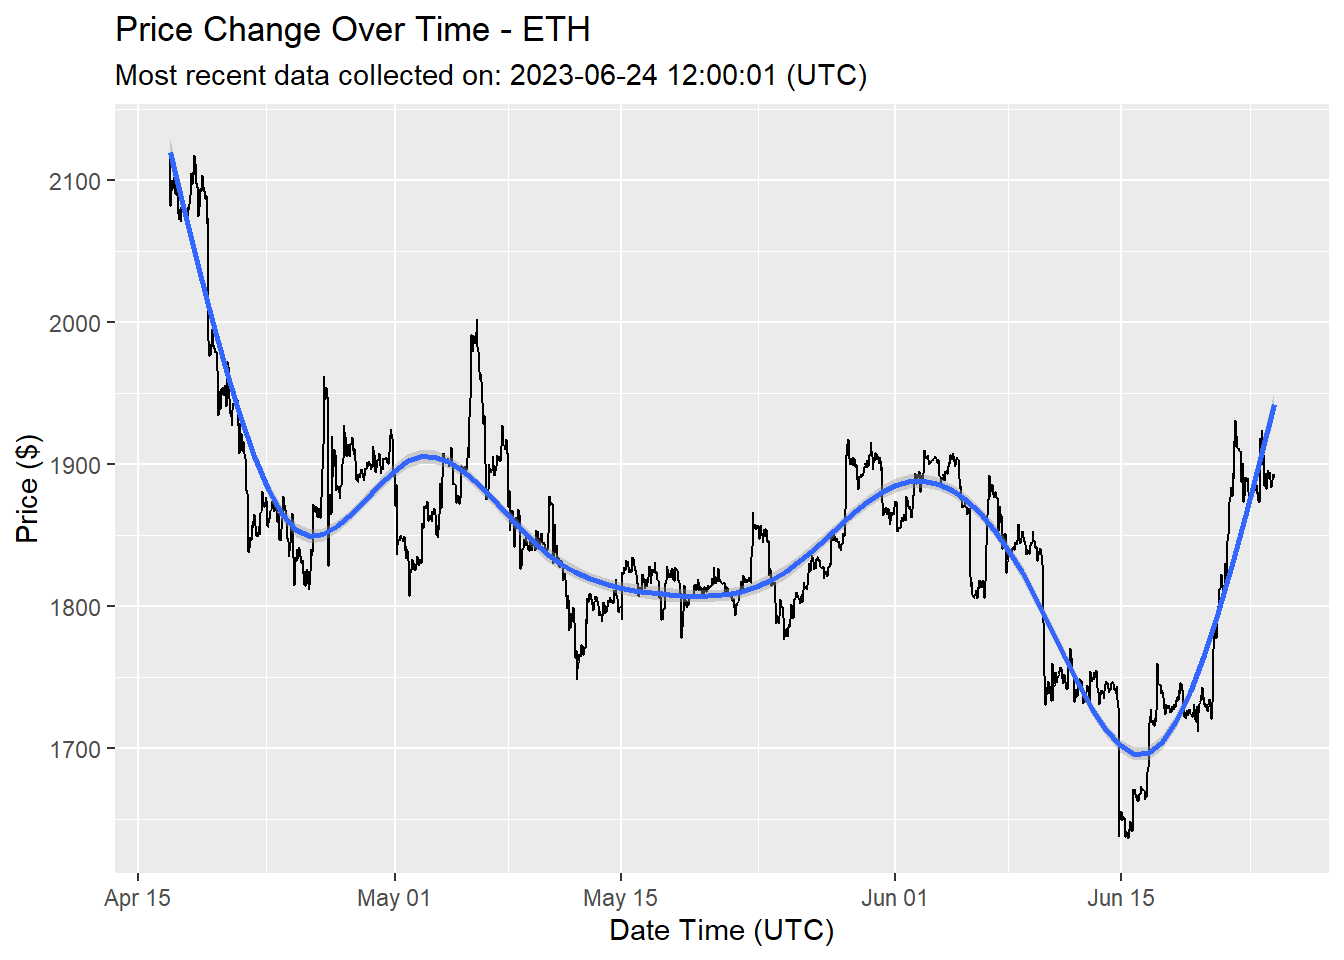 Price Change Over Time - ETH
Most recent data collected on: 2023-06-24 12:00:01 (UTC)
2100
2000
1900
1800
1700
Price ($)
Apr 15
May 01
May 15
Jun 01
Jun 15
Date Time (UTC)